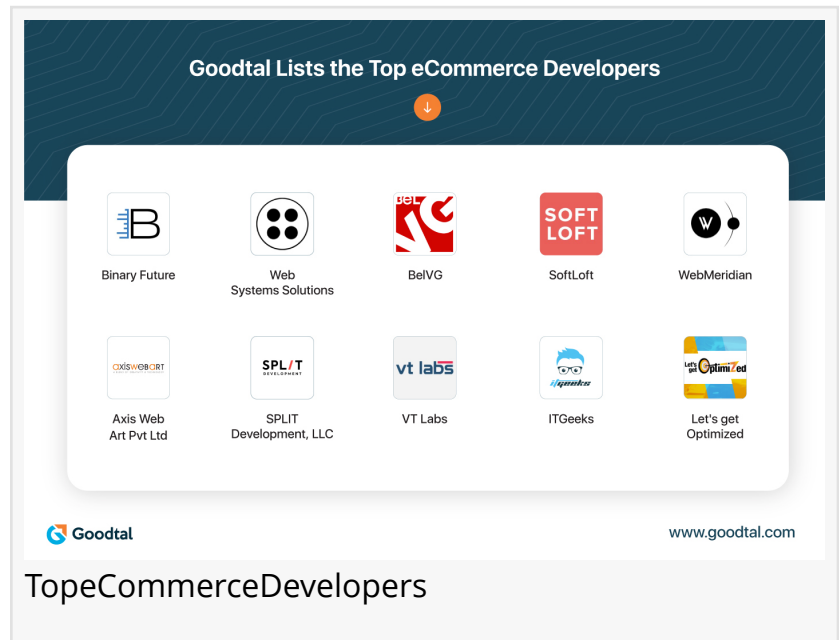 Goodtal Lists the Top eCommerce Developers
B
BelVG
SOFT
LOFT
W
Binary Future
Web
Systems Solutions
BelVG
SoftLoft
WebMeridian
axiswebart
SPL/T
DEVELOPMENT
vt labs
itgeeks
Let's get OptimiZed
Axis Web
Art Pvt Ltd
SPLIT
Development, LLC
VT Labs
ITGeeks
Let's get
Optimized
Goodtal
www.goodtal.com
TopeCommerceDevelopers